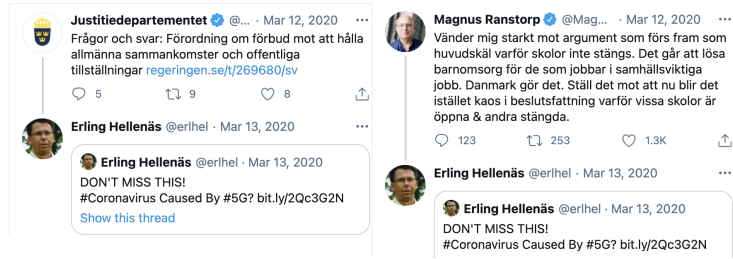 Justitiedepartementet @... · Mar 12, 2020 ...
Frågor och svar: Förordning om förbud mot att hålla
allmänna sammankomster och offentliga
tillställningar regeringen.se/t/269680/sv
5 9 8
Erling Hellenäs @erlhel · Mar 13, 2020 ...
Erling Hellenäs @erlhel · Mar 13, 2020
DON'T MISS THIS!
#Coronavirus Caused By #5G? bit.ly/2Qc3G2N
Show this thread
Magnus Ranstorp @Mag... · Mar 12, 2020 ...
Vänder mig starkt mot argument som förs fram som
huvudskäl varför skolor inte stängs. Det går att lösa
barnomsorg för de som jobbar i samhällsviktiga
jobb. Danmark gör det. Ställ det mot att nu blir det
istället kaos i beslutsfattning varför vissa skolor är
öppna & andra stängda.
123 253 1.3K
Erling Hellenäs @erlhel · Mar 13, 2020 ...
Erling Hellenäs @erlhel · Mar 13, 2020
DON'T MISS THIS!
#Coronavirus Caused By #5G? bit.ly/2Qc3G2N